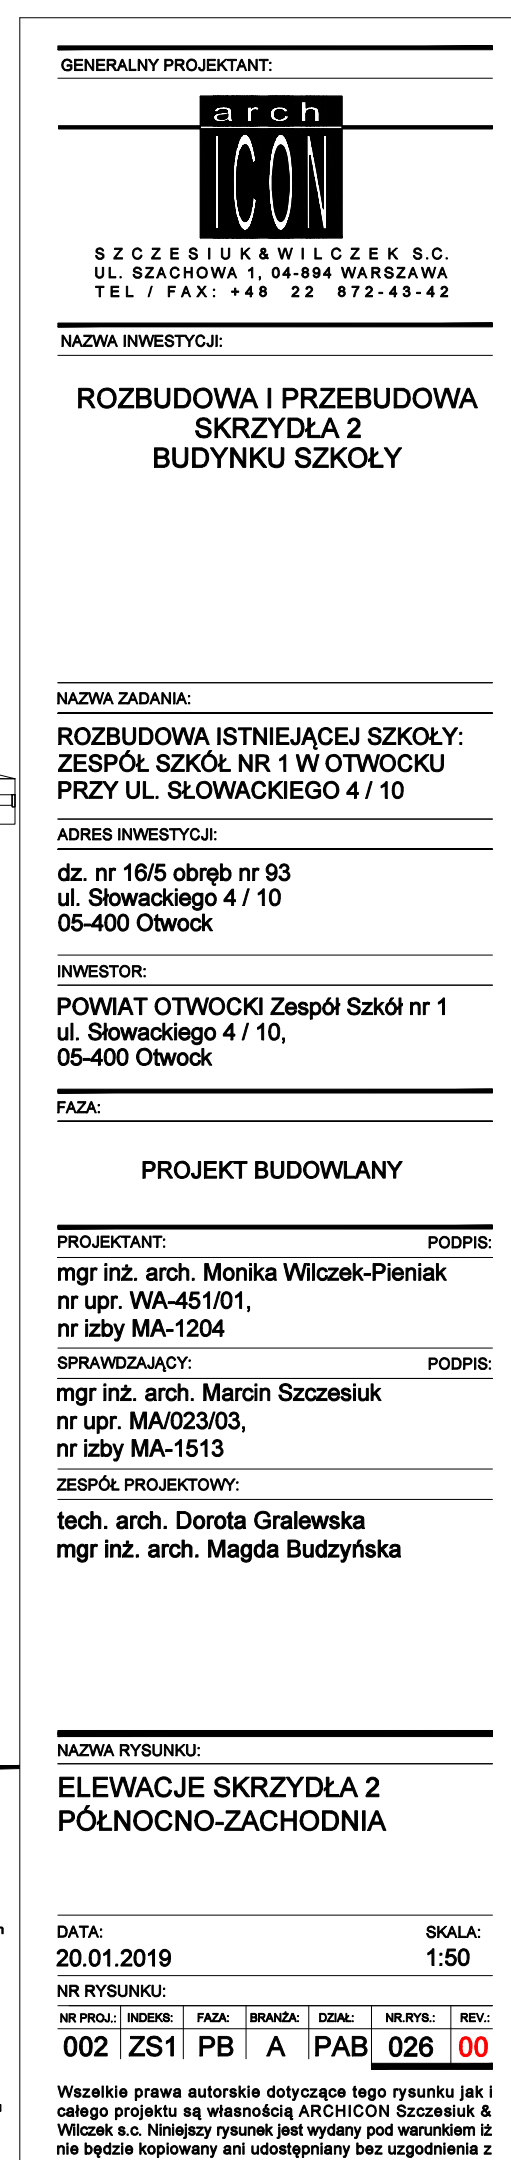 GENERALNY PROJEKTANT:
arch
ICON
SZCZESIUK&WILCZEK S.C.
UL. SZACHOWA 1, 04-894 WARSZAWA
TEL / FAX: +48 22 872-43-42
NAZWA INWESTYCJI:
ROZBUDOWA I PRZEBUDOWA
SKRZYDŁA 2
BUDYNKU SZKOŁY
NAZWA ZADANIA:
ROZBUDOWA ISTNIEJĄCEJ SZKOŁY:
ZESPÓŁ SZKÓŁ NR 1 W OTWOCKU
PRZY UL. SŁOWACKIEGO 4 / 10
ADRES INWESTYCJI:
dz. nr 16/5 obręb nr 93
ul. Słowackiego 4 / 10
05-400 Otwock
INWESTOR:
POWIAT OTWOCKI Zespół Szkół nr 1
ul. Słowackiego 4 / 10,
05-400 Otwock
FAZA:
PROJEKT BUDOWLANY
PROJEKTANT: PODPIS:
mgr inż. arch. Monika Wilczek-Pieniak
nr upr. WA-451/01,
nr izby MA-1204
SPRAWDZAJĄCY: PODPIS:
mgr inż. arch. Marcin Szczesiuk
nr upr. MA/023/03,
nr izby MA-1513
ZESPÓŁ PROJEKTOWY:
tech. arch. Dorota Gralewska
mgr inż. arch. Magda Budzyńska
NAZWA RYSUNKU:
ELEWACJE SKRZYDŁA 2
PÓŁNOCNO-ZACHODNIA
DATA: SKALA:
20.01.2019 1:50
NR RYSUNKU:
NR PROJ.: INDEKS: FAZA: BRANŻA: DZIAŁ: NR.RYS.: REV.:
002 ZS1 PB A PAB 026 00
Wszelkie prawa autorskie dotyczące tego rysunku jak i
całego projektu są własnością ARCHICON Szczesiuk &
Wilczek s.c. Niniejszy rysunek jest wydany pod warunkiem iż
nie będzie kopiowany ani udostępniany bez uzgodnienia z